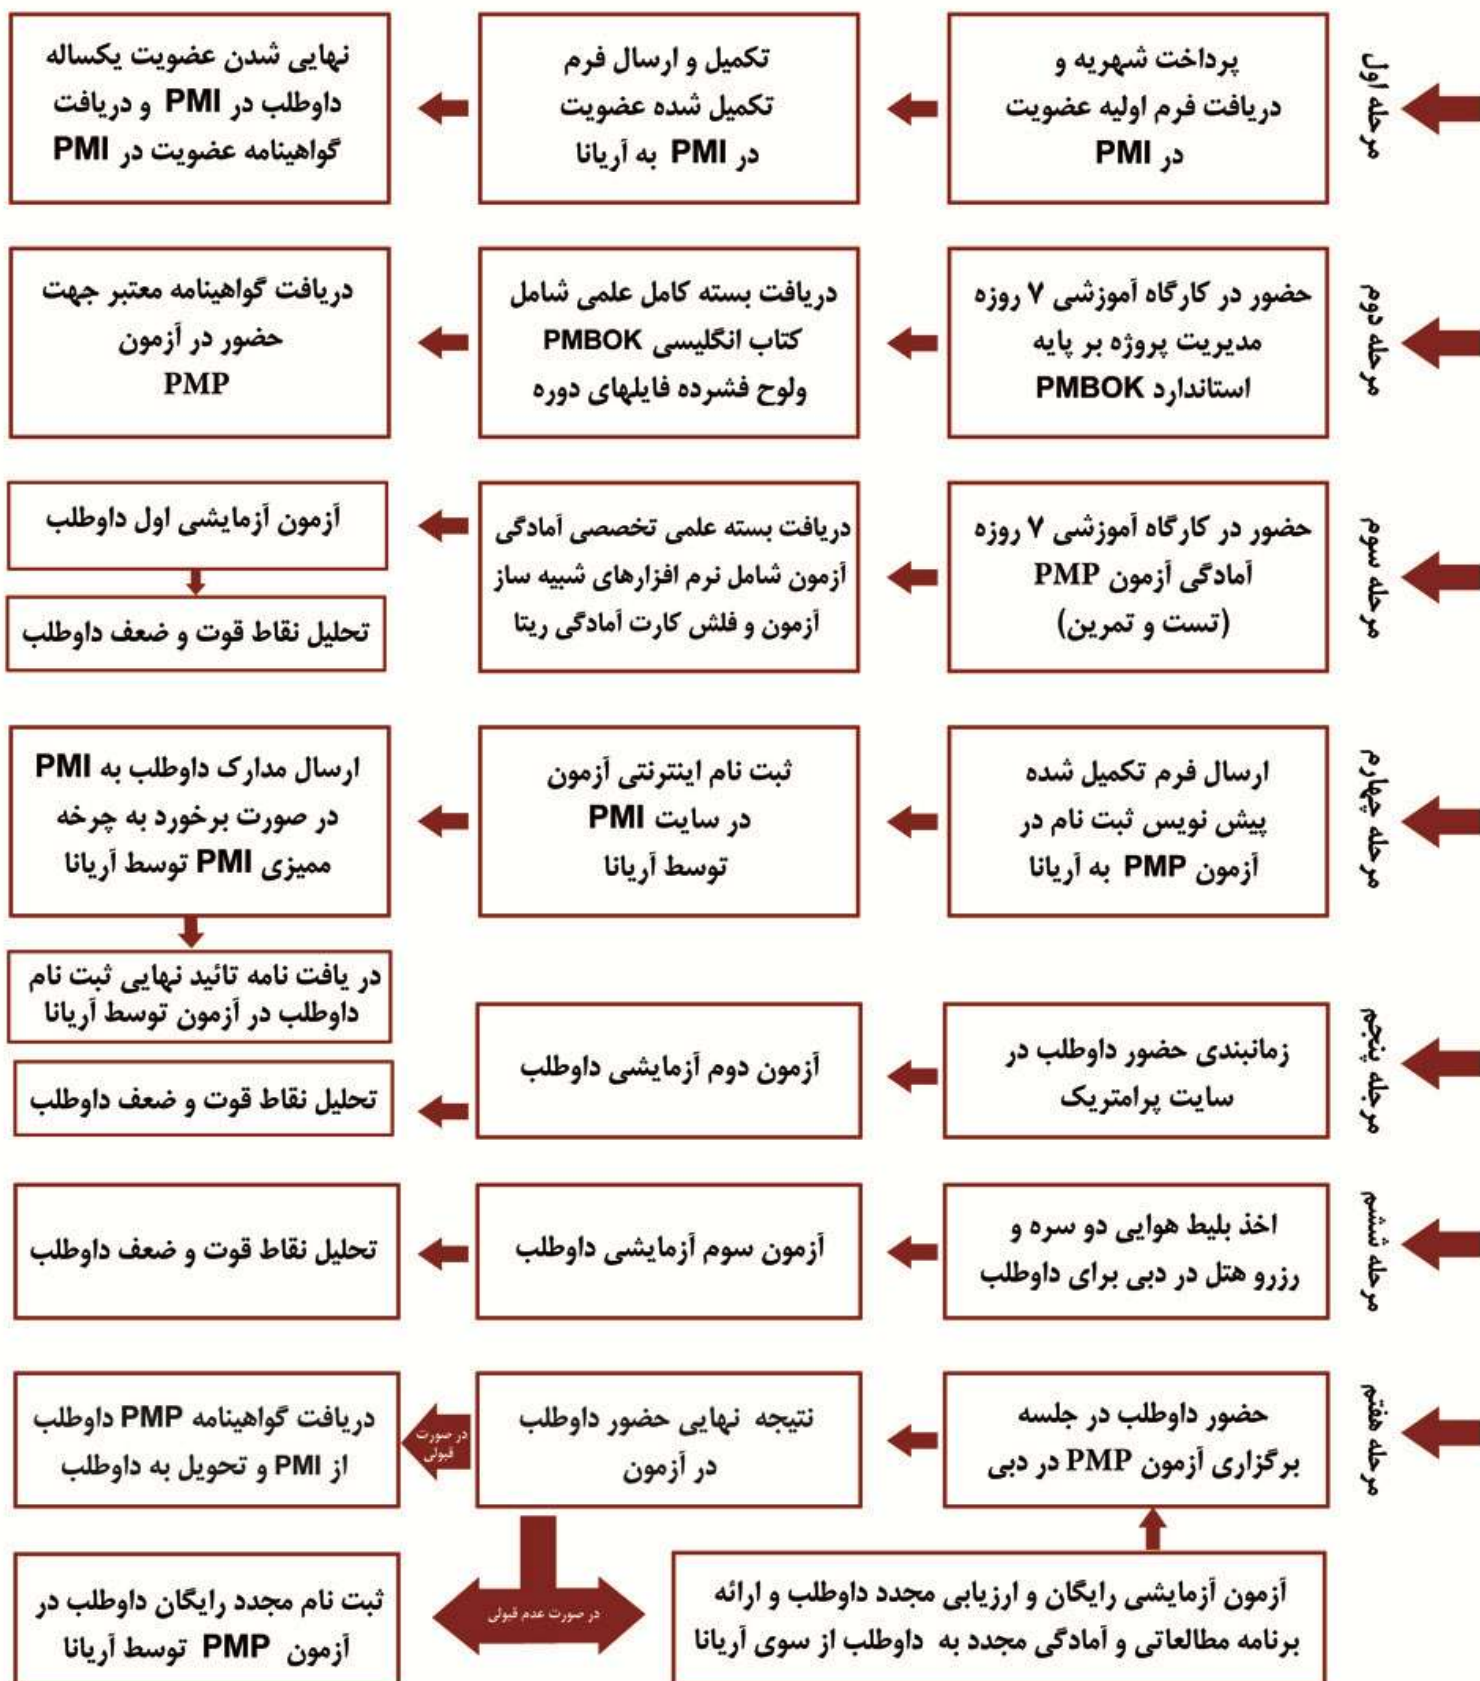 مرحله اول
پرداخت شهریه و
دریافت فرم اولیه عضویت
در PMI
تکمیل و ارسال فرم
تکمیل شده عضویت
در PMI به آریانا
نهایی شدن عضویت یکساله
داوطلب در PMI و دریافت
گواهینامه عضویت در PMI
مرحله دوم
حضور در کارگاه آموزشی ۷ روزه
مدیریت پروژه بر پایه
استاندارد PMBOK
دریافت بسته کامل علمی شامل
کتاب انگلیسی PMBOK
ولوح فشرده فایلهای دوره
دریافت گواهینامه معتبر جهت
حضور در آزمون
PMP
مرحله سوم
حضور در کارگاه آموزشی ۷ روزه
آمادگی آزمون PMP
(تست و تمرین)
دریافت بسته علمی تخصصی آمادگی
آزمون شامل نرم افزارهای شبیه ساز
آزمون و فلش کارت آمادگی ریتا
آزمون آزمایشی اول داوطلب
تحلیل نقاط قوت و ضعف داوطلب
مرحله چهارم
ارسال فرم تکمیل شده
پیش نویس ثبت نام در
آزمون PMP به آریانا
ثبت نام اینترنتی آزمون
در سایت PMI
توسط آریانا
ارسال مدارک داوطلب به PMI
در صورت برخورد به چرخه
ممیزی PMI توسط آریانا
در یافت نامه تائید نهایی ثبت نام
داوطلب در آزمون توسط آریانا
مرحله پنجم
زمانبندی حضور داوطلب در
سایت پرامتریک
آزمون دوم آزمایشی داوطلب
تحلیل نقاط قوت و ضعف داوطلب
مرحله ششم
اخذ بلیط هوایی دو سره و
رزرو هتل در دبی برای داوطلب
آزمون سوم آزمایشی داوطلب
تحلیل نقاط قوت و ضعف داوطلب
مرحله هفتم
حضور داوطلب در جلسه
برگزاری آزمون PMP در دبی
نتیجه نهایی حضور داوطلب
در آزمون
در صورت
قبولی
دریافت گواهینامه PMP داوطلب
از PMI و تحویل به داوطلب
آزمون آزمایشی رایگان و ارزیابی مجدد داوطلب و ارائه
برنامه مطالعاتی و آمادگی مجدد به داوطلب از سوی آریانا
در صورت عدم قبولی
ثبت نام مجدد رایگان داوطلب در
آزمون PMP توسط آریانا